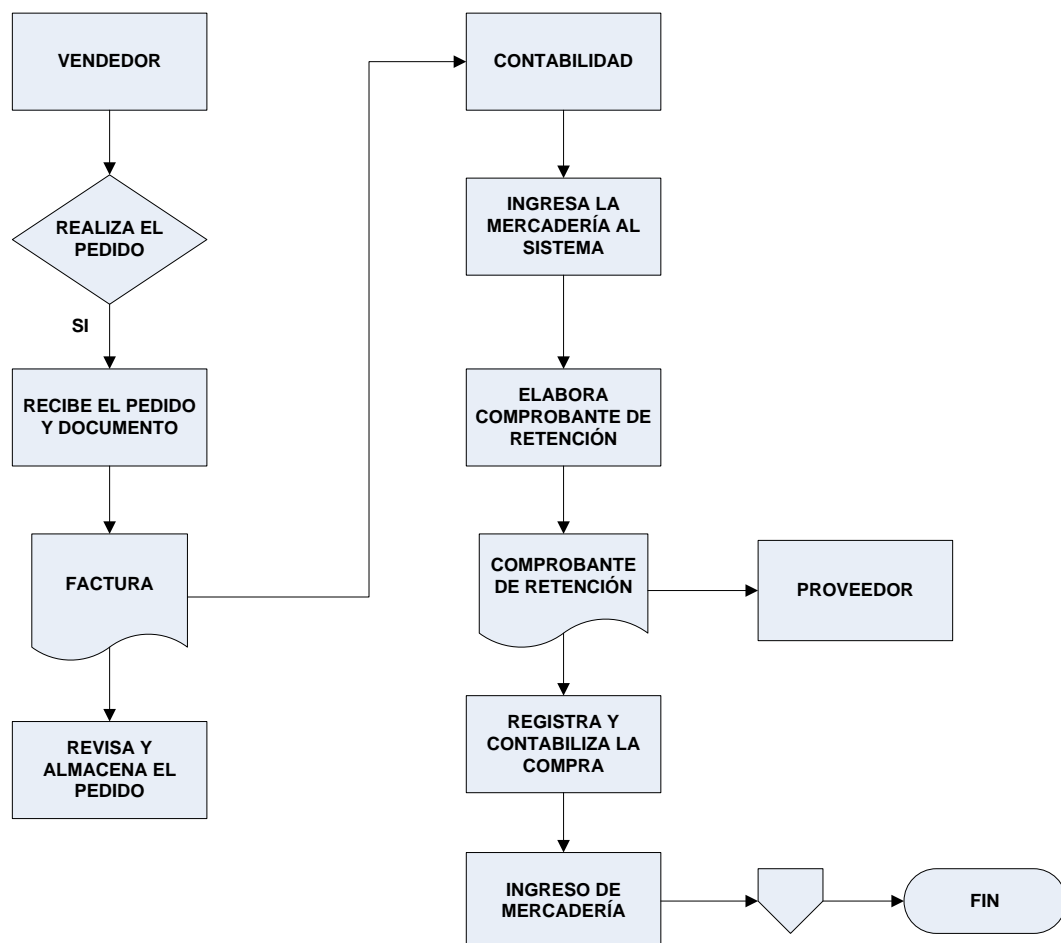 VENDEDOR
REALIZA EL
PEDIDO
SI
RECIBE EL PEDIDO
Y DOCUMENTO
FACTURA
REVISA Y
ALMACENA EL
PEDIDO
CONTABILIDAD
INGRESA LA
MERCADERÍA AL
SISTEMA
ELABORA
COMPROBANTE DE
RETENCIÓN
COMPROBANTE
DE RETENCIÓN
PROVEEDOR
REGISTRA Y
CONTABILIZA LA
COMPRA
INGRESO DE
MERCADERÍA
FIN